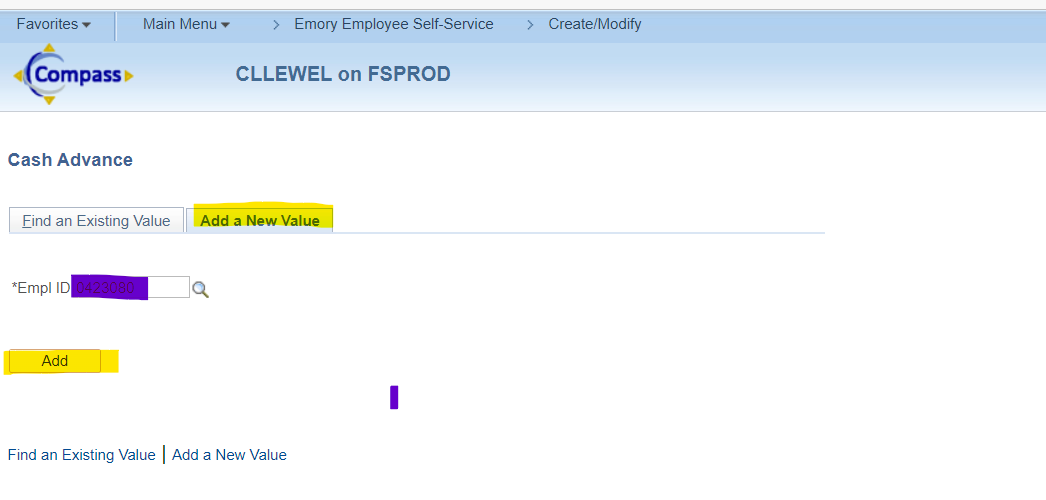 Favorites Main Menu > Emory Employee Self-Service > Create/Modify
Compass CLLEWEL on FSPROD
Cash Advance
Find an Existing Value Add a New Value
*Empl ID
Add
Find an Existing Value | Add a New Value